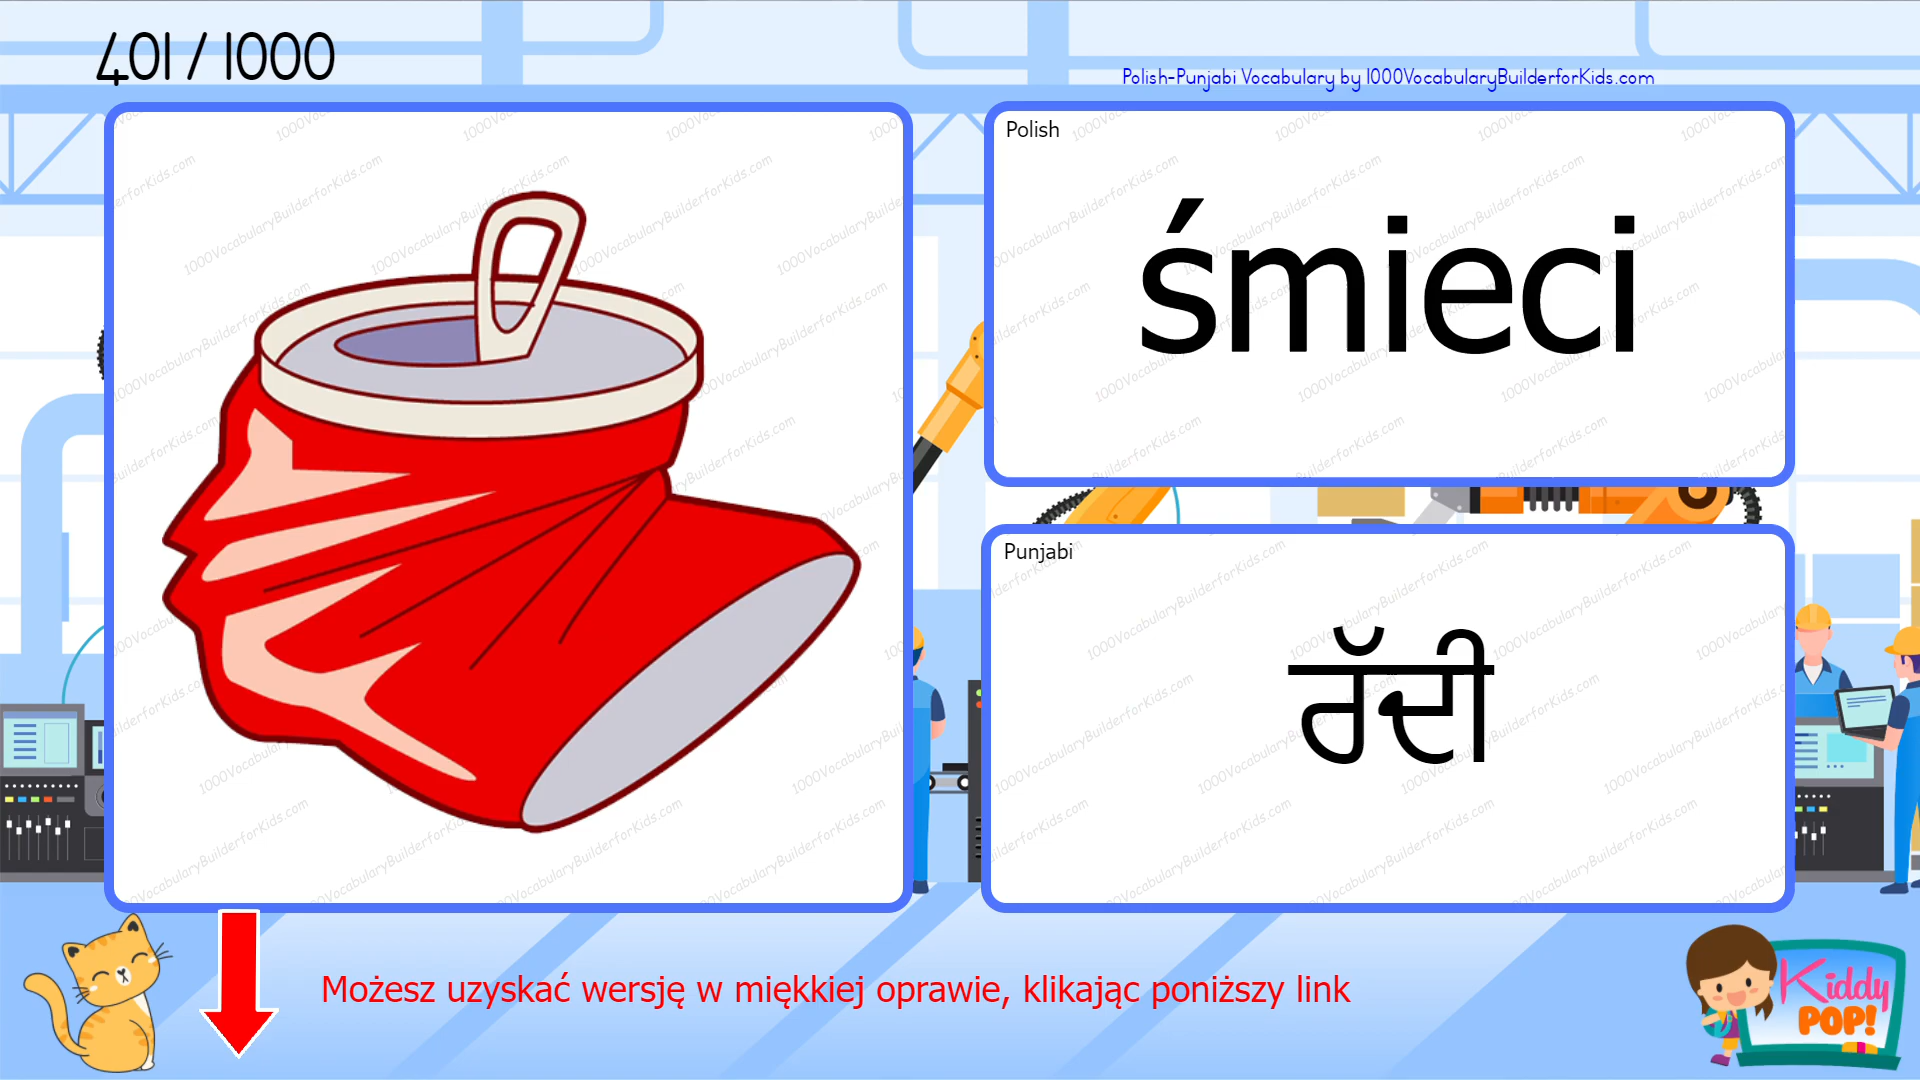 401 / 1000
Polish-Punjabi Vocabulary by 1000VocabularyBuilderforKids.com
Polish
śmieci
Punjabi
ਰੱਦੀ
Możesz uzyskać wersję w miękkiej oprawie, klikając poniższy link
Kiddy
POP!